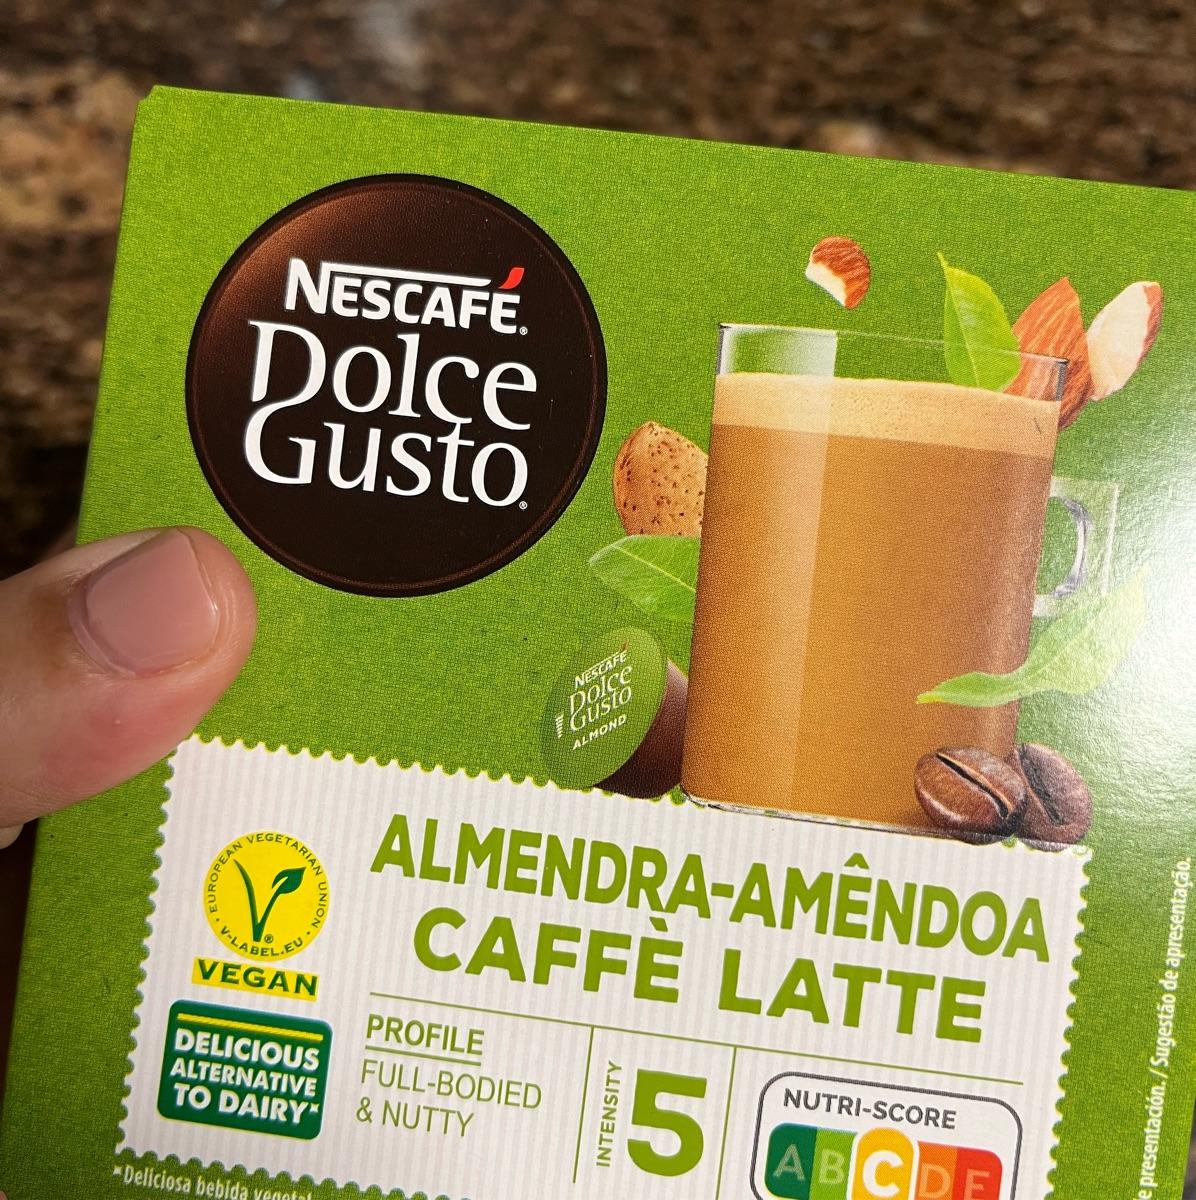 NESCAFÉ®
Dolce
Gusto®
NESCAFÉ
Dolce
Gusto
ALMOND
EUROPEAN VEGETARIAN UNION
V-LABEL.EU
VEGAN
DELICIOUS
ALTERNATIVE
TO DAIRY*
ALMENDRA-AMÊNDOA
CAFFÈ LATTE
PROFILE
FULL-BODIED
& NUTTY
INTENSITY
5
NUTRI-SCORE
A B C D E
*Deliciosa bebida vegetal
presentación. / Sugestão de apresentação.